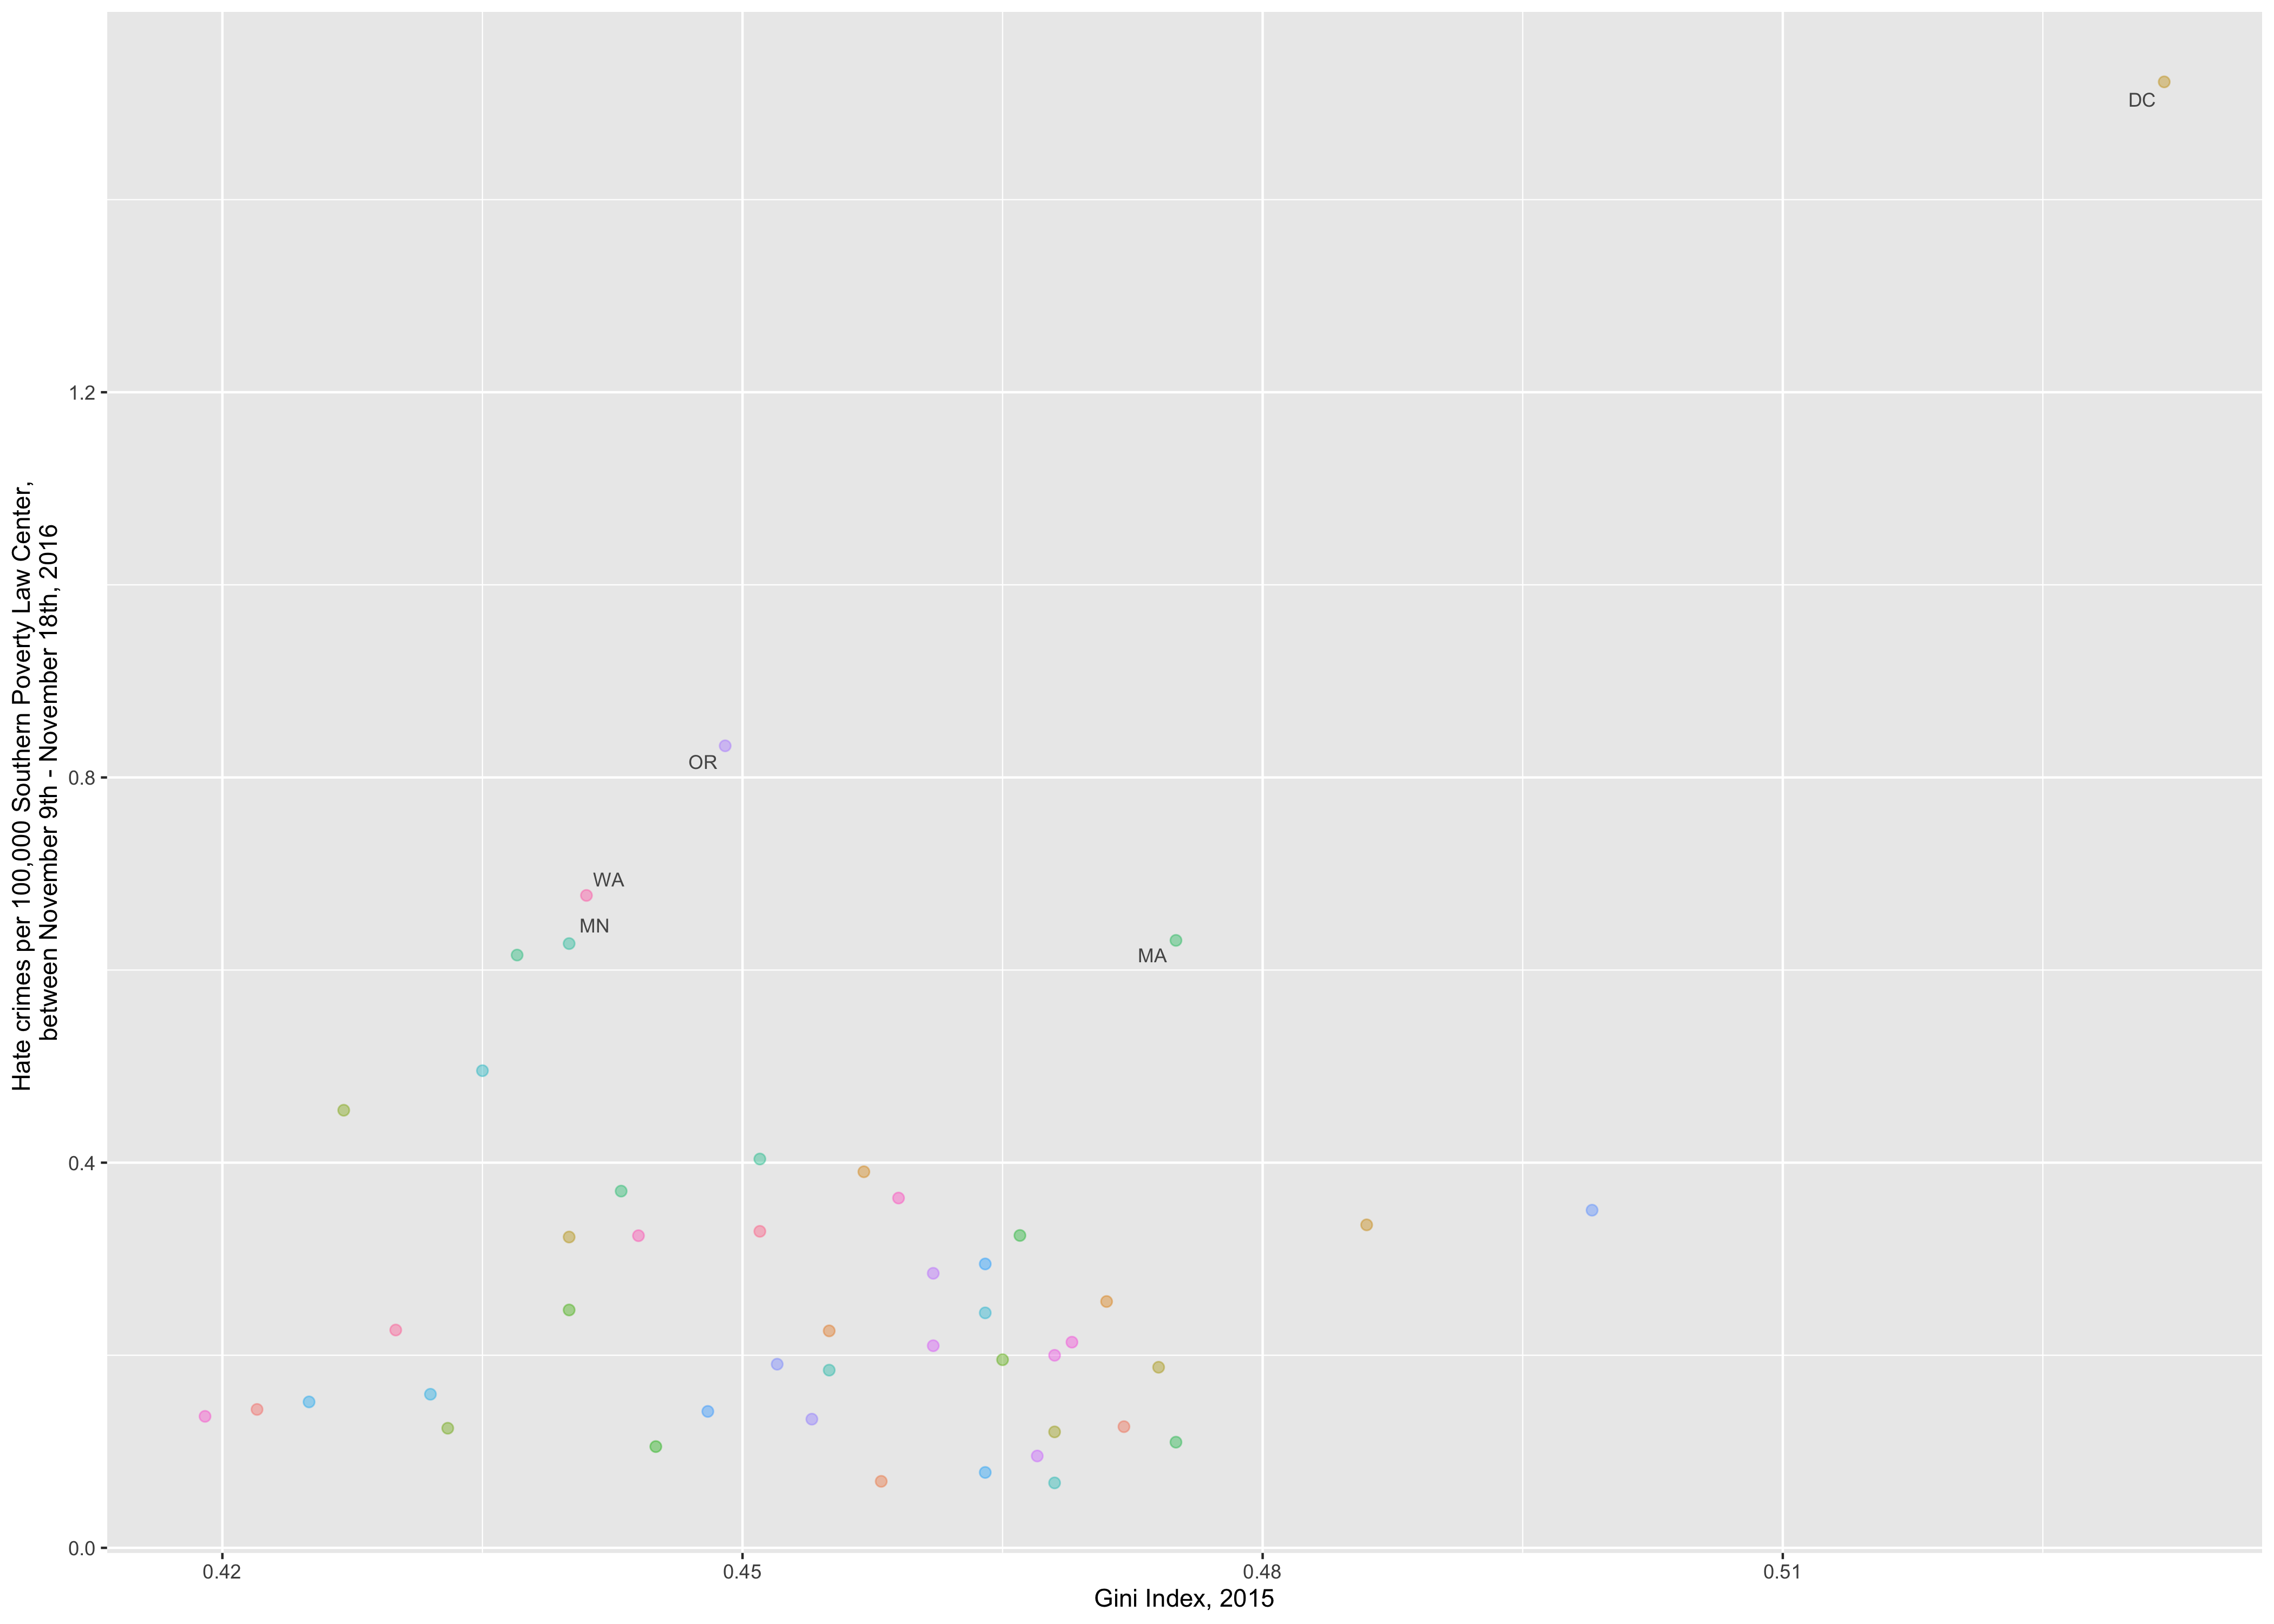 DC
1.2
Hate crimes per 100,000 Southern Poverty Law Center,
between November 9th - November 18th, 2016
OR
0.8
WA
MN
MA
0.4
0.0
0.42
0.45
0.48
0.51
Gini Index, 2015